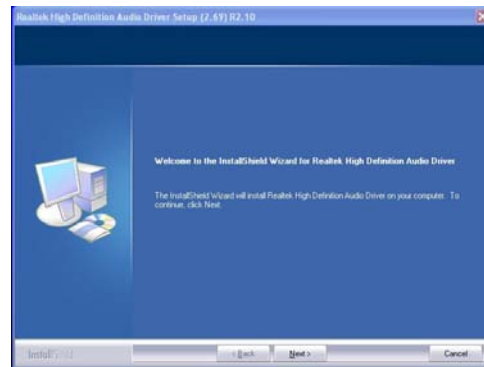 Realtek High Definition Audio Driver Setup (2.69) R2.10
Welcome to the InstallShield Wizard for Realtek High Definition Audio Driver
The InstallShield Wizard will install Realtek High Definition Audio Driver on your computer. To
continue, click Next.
InstallShield
< Back
Next >
Cancel